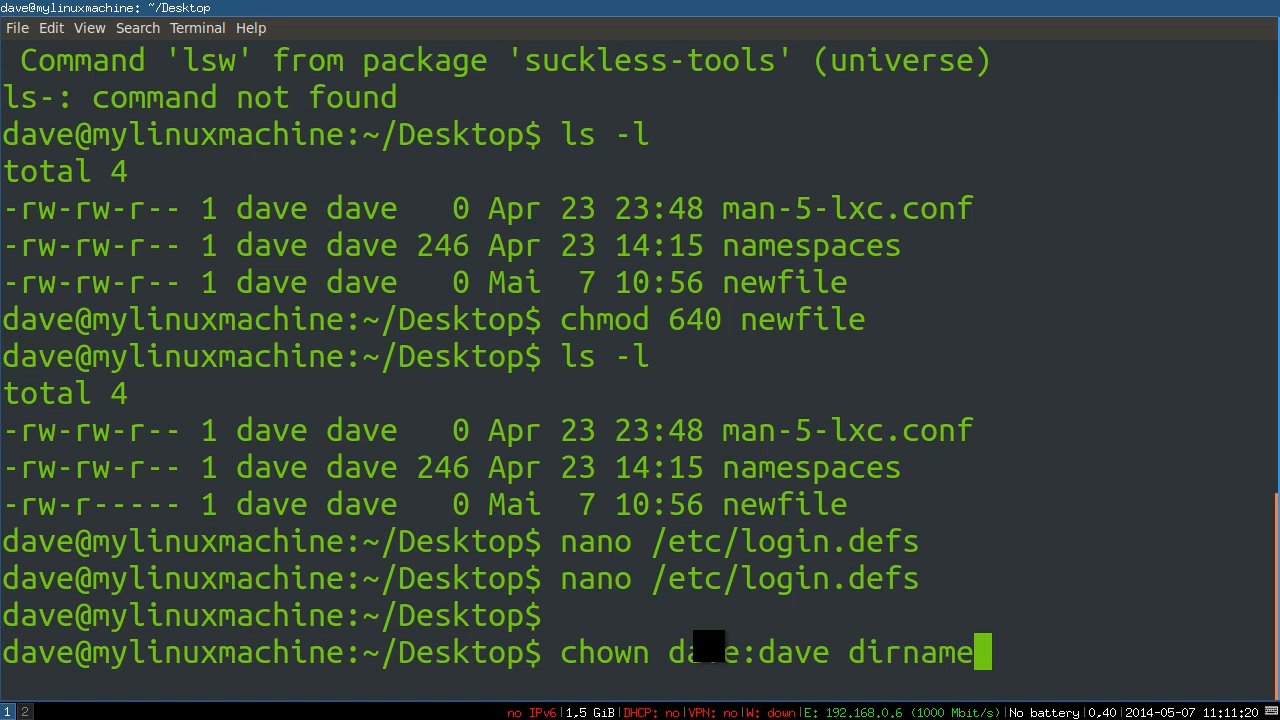 dave@mylinuxmachine: ~/Desktop
File Edit View Search Terminal Help
Command 'lsw' from package 'suckless-tools' (universe)
ls-: command not found
dave@mylinuxmachine:~/Desktop$ ls -l
total 4
-rw-rw-r-- 1 dave dave   0 Apr 23 23:48 man-5-lxc.conf
-rw-rw-r-- 1 dave dave 246 Apr 23 14:15 namespaces
-rw-rw-r-- 1 dave dave   0 Mai  7 10:56 newfile
dave@mylinuxmachine:~/Desktop$ chmod 640 newfile
dave@mylinuxmachine:~/Desktop$ ls -l
total 4
-rw-rw-r-- 1 dave dave   0 Apr 23 23:48 man-5-lxc.conf
-rw-rw-r-- 1 dave dave 246 Apr 23 14:15 namespaces
-rw-r----- 1 dave dave   0 Mai  7 10:56 newfile
dave@mylinuxmachine:~/Desktop$ nano /etc/login.defs
dave@mylinuxmachine:~/Desktop$ nano /etc/login.defs
dave@mylinuxmachine:~/Desktop$
dave@mylinuxmachine:~/Desktop$ chown :dave dirname
1 2 no IPv6|1,5 GiB|DHCP: no|VPN: no|W: down|E: 192.168.0.6 (1000 Mbit/s)|No battery|0.40|2014-05-07 11:11:20